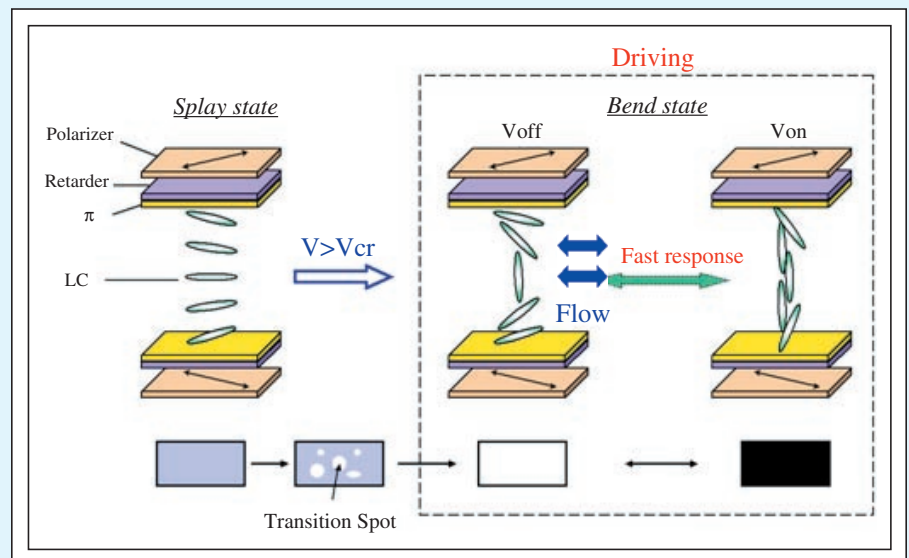 Driving
Splay state
Bend state
Polarizer
Voff
Von
Retarder
π
V>Vcr
Fast response
LC
Flow
Transition Spot